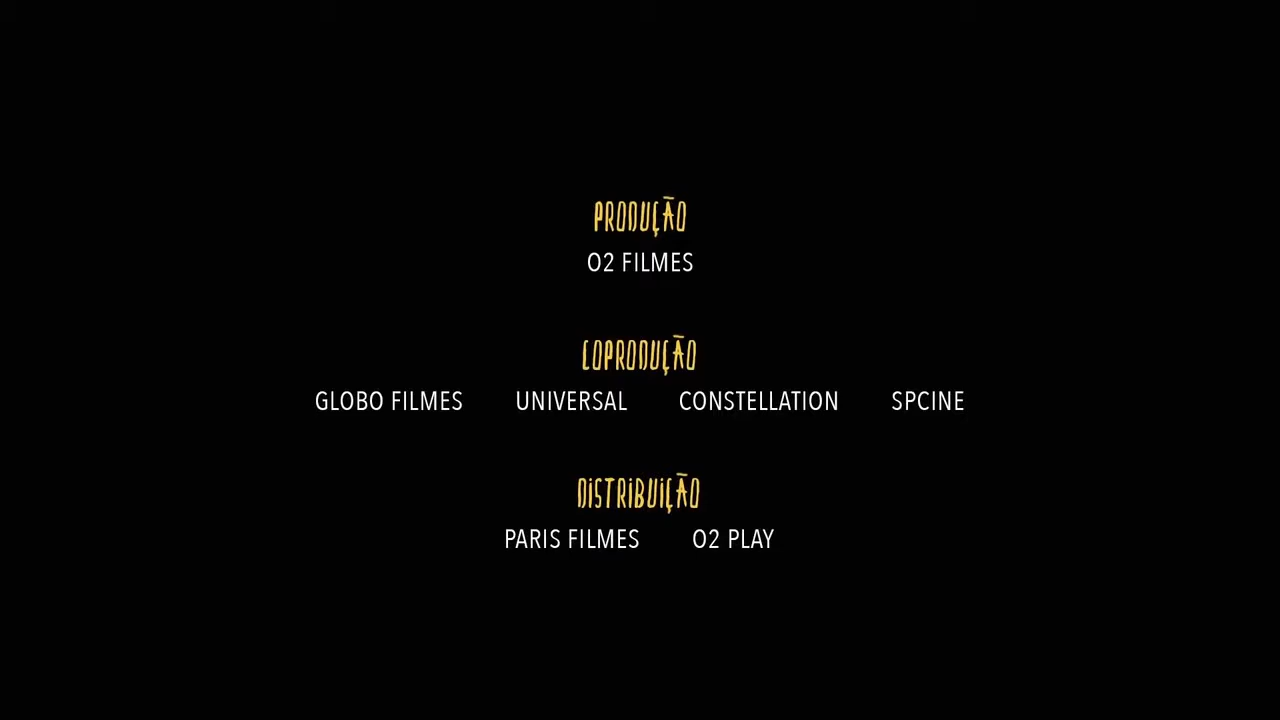 PRODUÇÃO
O2 FILMES
COPRODUÇÃO
GLOBO FILMES UNIVERSAL CONSTELLATION SPCINE
DISTRIBUIÇÃO
PARIS FILMES O2 PLAY